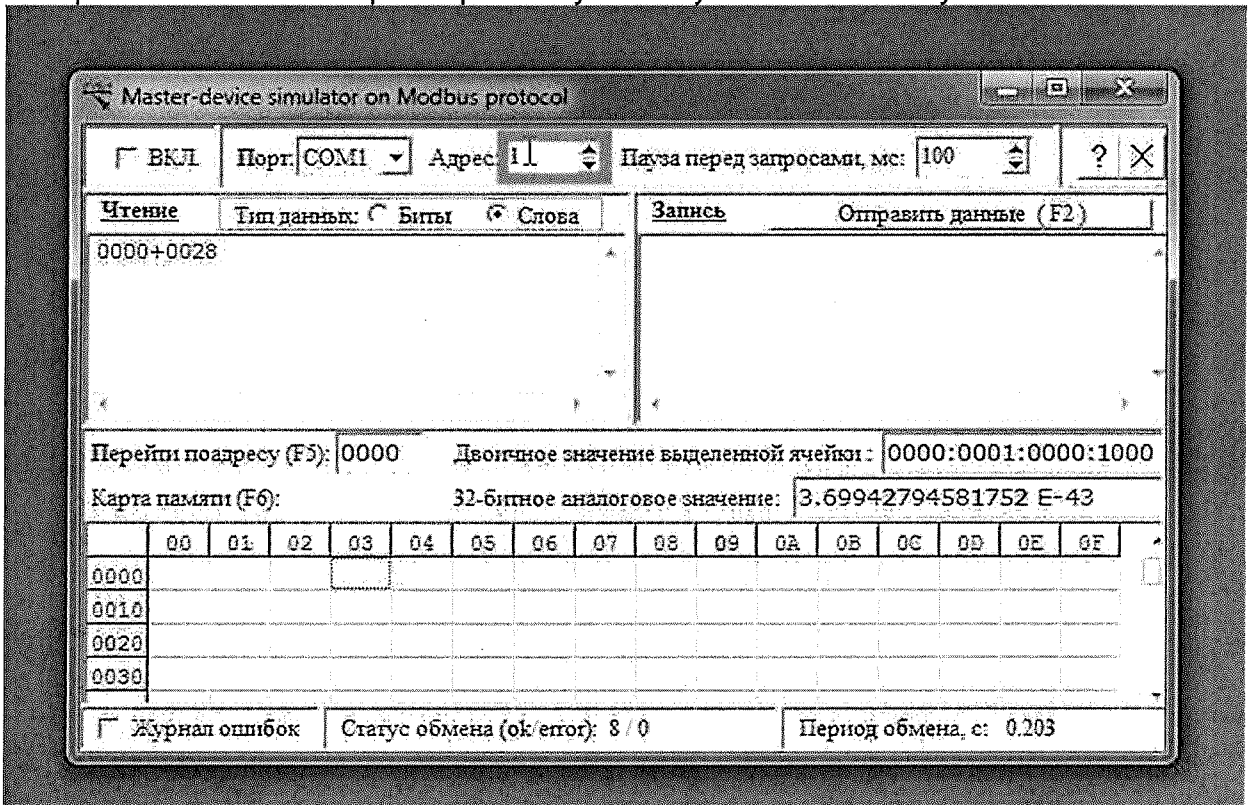 Master-device simulator on Modbus protocol
ВКЛ. Порт: COM1 Адрес: 1 Пауза перед запросами, мс: 100 ? X
Чтение Тип данных: Биты Слова Запись Отправить данные (F2)
0000+0028
Перейти поадресу (F5): 0000 Двоичное значение выделенной ячейки: 0000:0001:0000:1000
Карта памяти (F6): 32-битное аналоговое значение: 3.69942794581752 E-43
00 01 02 03 04 05 06 07 08 09 0A 0B 0C 0D 0E 0F
0000
0010
0020
0030
Журнал ошибок Статус обмена (ok/error): 8 / 0 Период обмена, с: 0.203